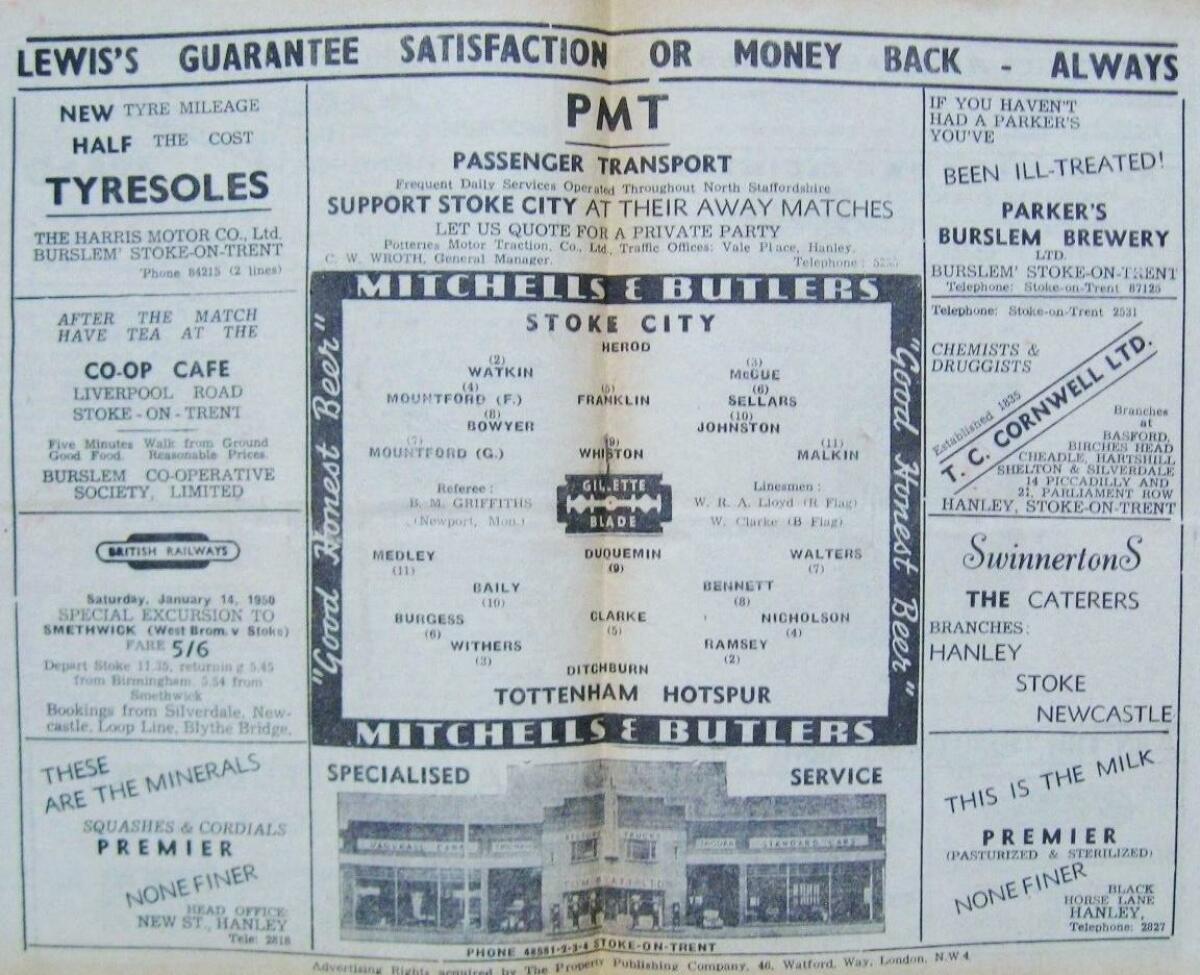 LEWIS'S GUARANTEE SATISFACTION OR MONEY BACK - ALWAYS
NEW TYRE MILEAGE
HALF THE COST
TYRESOLES
THE HARRIS MOTOR CO., Ltd.
BURSLEM' STOKE-ON-TRENT
'Phone 84215 (2 lines)
AFTER THE MATCH
HAVE TEA AT THE
CO-OP CAFE
LIVERPOOL ROAD
STOKE-ON-TRENT
Five Minutes Walk from Ground
Good Food. Reasonable Prices.
BURSLEM CO-OPERATIVE
SOCIETY, LIMITED
BRITISH RAILWAYS
Saturday, January 14, 1950
SPECIAL EXCURSION TO
SMETHWICK (West Brom. v Stoke)
FARE 5/6
Depart Stoke 11.35, returning 5.45
from Birmingham, 5.54 from
Smethwick
Bookings from Silverdale, New-
castle, Loop Line, Blythe Bridge.
THESE
ARE THE MINERALS
SQUASHES & CORDIALS
PREMIER
NONE FINER
HEAD OFFICE:
NEW ST., HANLEY
Tele: 2818
PMT
PASSENGER TRANSPORT
Frequent Daily Services Operated Throughout North Staffordshire
SUPPORT STOKE CITY AT THEIR AWAY MATCHES
LET US QUOTE FOR A PRIVATE PARTY
Potteries Motor Traction, Co., Ltd., Traffic Offices: Vale Place, Hanley.
C. W. WROTH, General Manager. Telephone:
MITCHELLS & BUTLERS
"Good Honest Beer"
"Good Honest Beer"
STOKE CITY
HEROD
(2) (3)
WATKIN McCUE
(4) (5) (6)
MOUNTFORD (F.) FRANKLIN SELLARS
(8) (10)
BOWYER JOHNSTON
(7) (9) (11)
MOUNTFORD (G.) WHISTON MALKIN
Referee: GILLETTE Linesmen:
B. M. GRIFFITHS W. R. A. Lloyd (R Flag)
(Newport, Mon.) BLADE W. Clarke (B Flag)
MEDLEY DUQUEMIN WALTERS
(11) (9) (7)
BAILY BENNETT
(10) (8)
BURGESS CLARKE NICHOLSON
(6) (5) (4)
WITHERS RAMSEY
(3) (2)
DITCHBURN
TOTTENHAM HOTSPUR
MITCHELLS & BUTLERS
SPECIALISED SERVICE
VAUXHALL CARS
BEDFORD TRUCKS
STANDARD CARS
PHONE 48581-2-3-4 STOKE-ON-TRENT
IF YOU HAVEN'T
HAD A PARKER'S
YOU'VE
BEEN ILL-TREATED!
PARKER'S
BURSLEM BREWERY
LTD.
BURSLEM' STOKE-ON-TRENT
Telephone: Stoke-on-Trent 87125
Telephone: Stoke-on-Trent 2531
CHEMISTS &
DRUGGISTS
Established 1835
T. C. CORNWELL LTD.
Branches
at
BASFORD,
BIRCHES HEAD
CHEADLE, HARTSHILL
SHELTON & SILVERDALE
14 PICCADILLY AND
21, PARLIAMENT ROW
HANLEY, STOKE-ON-TRENT
SwinnertonS
THE CATERERS
BRANCHES:
HANLEY
STOKE
NEWCASTLE
THIS IS THE MILK
PREMIER
(PASTURIZED & STERILIZED)
NONE FINER
BLACK
HORSE LANE
HANLEY,
Telephone: 2827
Advertising Rights acquired by The Property Publishing Company, 46, Watford, Way, London, N.W 4